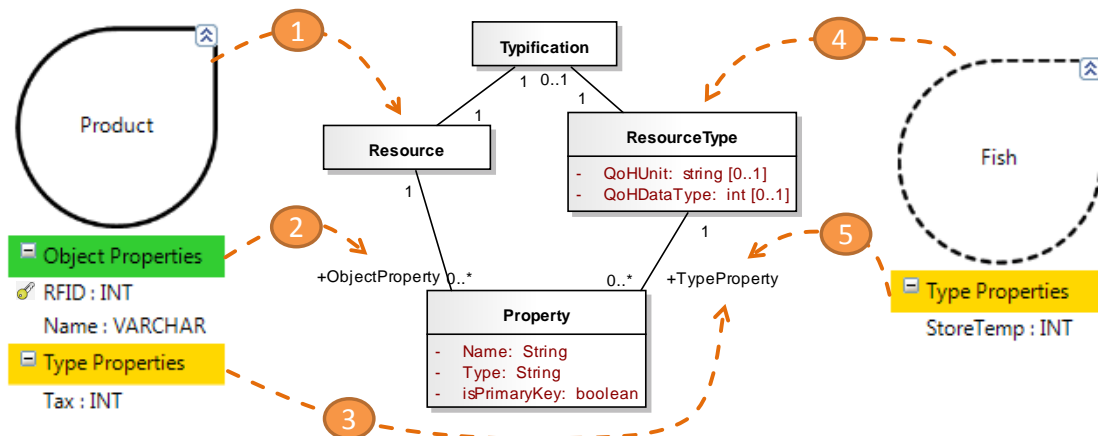 1
4
Typification
1
0..1
1
1
Product
Resource
ResourceType
- QoHUnit: string [0..1]
- QoHDataType: int [0..1]
Fish
1
1
2
5
Object Properties
+ObjectProperty
0..*
0..*
+TypeProperty
RFID : INT
Name : VARCHAR
Type Properties
StoreTemp : INT
Property
- Name: String
- Type: String
- isPrimaryKey: boolean
Type Properties
Tax : INT
3